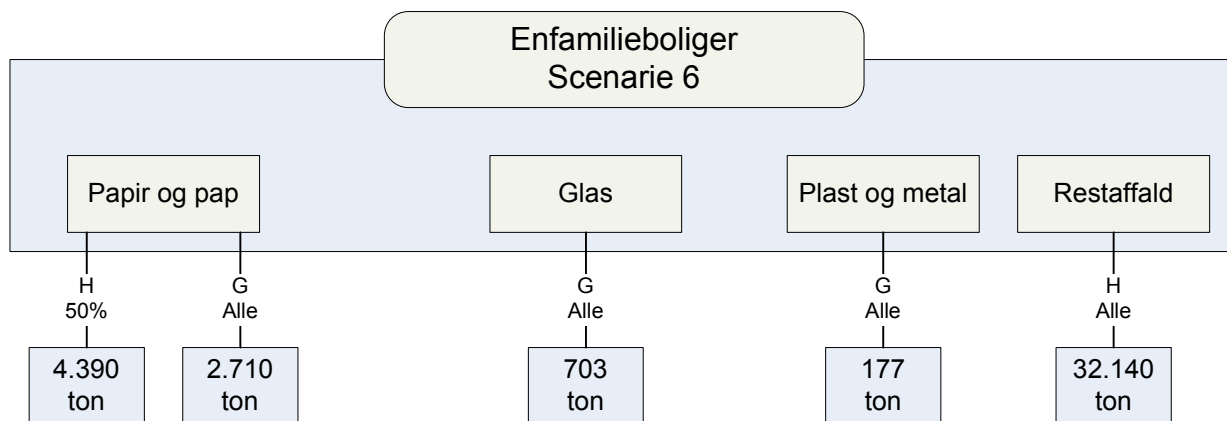 Enfamilieboliger
Scenarie 6
Papir og pap
Glas
Plast og metal
Restaffald
H
50%
G
Alle
G
Alle
G
Alle
H
Alle
4.390
ton
2.710
ton
703
ton
177
ton
32.140
ton